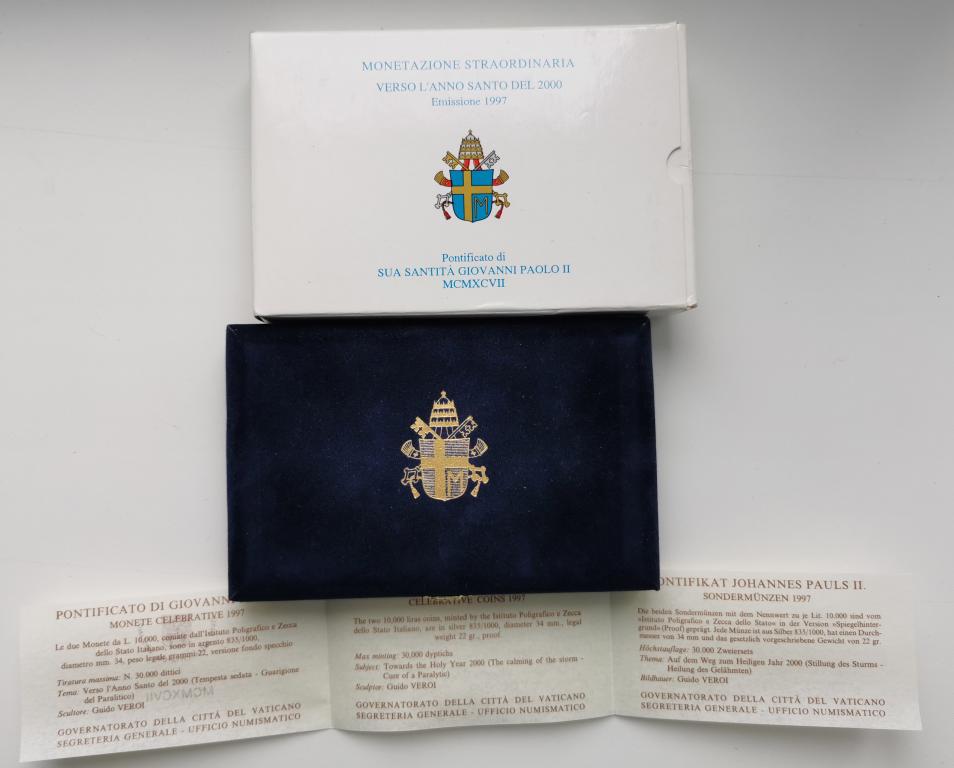 MONETAZIONE STRAORDINARIA
VERSO L'ANNO SANTO DEL 2000
Emissione 1997
M
Pontificato di
SUA SANTITÀ GIOVANNI PAOLO II
MCMXCVII
M
PONTIFICATO DI GIOVANN
MONETE CELEBRATIVE 1997
Le due Monete da L. 10.000, coniate dall'Istituto Poligrafico e Zecca
dello Stato Italiano, sono in argento 835/1000,
diametro mm. 34, peso legale grammi 22, versione fondo specchio
Tiratura massima: N. 30.000 dittici
Tema: Verso l'Anno Santo del 2000 (Tempesta sedata - Guarigione
del Paralitico)
Scultore: Guido VEROI
MCMXCVII
GOVERNATORATO DELLA CITTÀ DEL VATICANO
SEGRETERIA GENERALE - UFFICIO NUMISMATICO
CELEBRATIVE COINS 1997
The two 10,000 liras coins, minted by the Istituto Poligrafico e Zecca
dello Stato Italiano, are in silver 835/1000, diameter 34 mm., legal
weight 22 gr., proof.
Max minting: 30,000 dyptichs
Subject: Towards the Holy Year 2000 (The calming of the storm -
Cure of a Paralytic)
Sculptor: Guido VEROI
GOVERNATORATO DELLA CITTÀ DEL VATICANO
SEGRETERIA GENERALE - UFFICIO NUMISMATICO
ONTIFIKAT JOHANNES PAULS II.
SONDERMÜNZEN 1997
Die beiden Sondermünzen mit dem Nennswert zu je Lit. 10.000 sind vom
«Istituto Poligrafico e Zecca dello Stato» in der Version «Spiegelhinter-
grund» (Proof) geprägt. Jede Münze ist aus Silber 835/1000, hat einen Durch-
messer von 34 mm und das gesetzlich vorgeschriebene Gewicht von 22 gr.
Höchstauflage: 30.000 Zweiersets
Thema: Auf dem Weg zum Heiligen Jahr 2000 (Stillung des Sturms -
Heilung des Gelähmten)
Bildhauer: Guido VEROI
GOVERNATORATO DELLA CITTÀ DEL VATICANO
SEGRETERIA GENERALE - UFFICIO NUMISMATICO